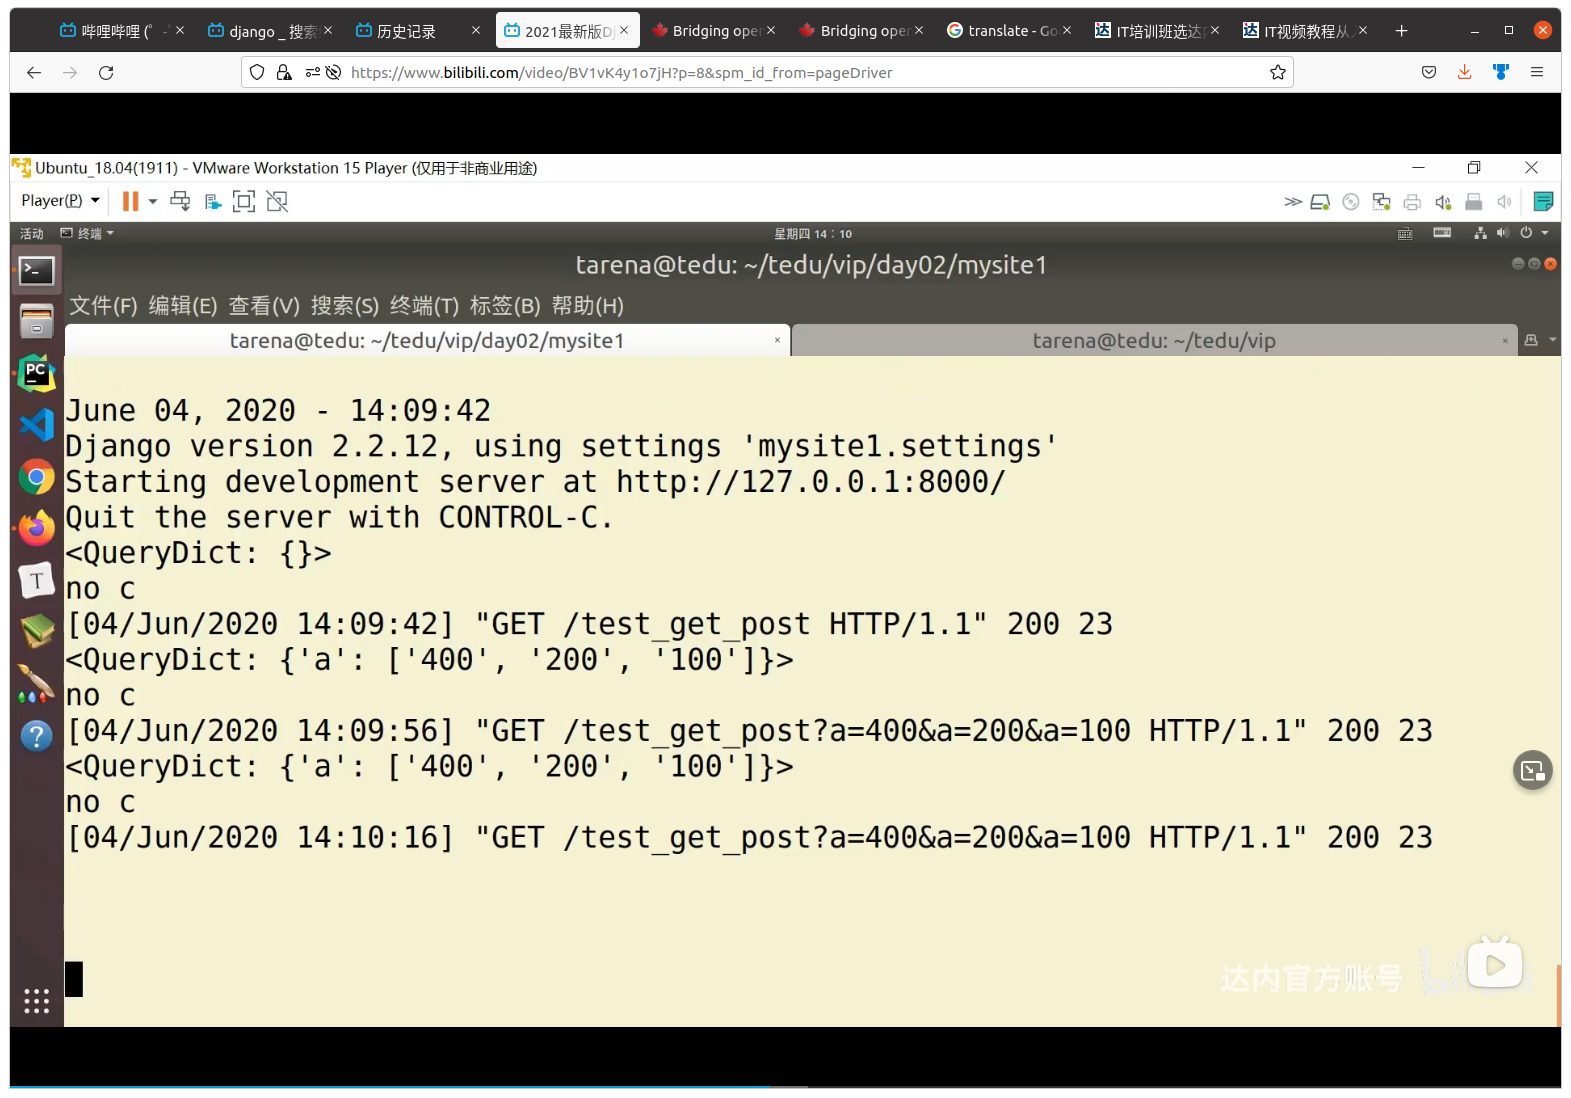 哔哩哔哩 (゜-
django _ 搜索
历史记录
2021最新版Dj
Bridging ope
Bridging oper
translate - Go
IT培训班选达
IT视频教程从
https://www.bilibili.com/video/BV1vK4y1o7jH?p=8&spm_id_from=pageDriver
Ubuntu_18.04(1911) - VMware Workstation 15 Player (仅用于非商业用途)
Player(P)
活动 终端 星期四 14：10
tarena@tedu: ~/tedu/vip/day02/mysite1
文件(F) 编辑(E) 查看(V) 搜索(S) 终端(T) 标签(B) 帮助(H)
tarena@tedu: ~/tedu/vip/day02/mysite1 tarena@tedu: ~/tedu/vip
June 04, 2020 - 14:09:42
Django version 2.2.12, using settings 'mysite1.settings'
Starting development server at http://127.0.0.1:8000/
Quit the server with CONTROL-C.
<QueryDict: {}>
no c
[04/Jun/2020 14:09:42] "GET /test_get_post HTTP/1.1" 200 23
<QueryDict: {'a': ['400', '200', '100']}>
no c
[04/Jun/2020 14:09:56] "GET /test_get_post?a=400&a=200&a=100 HTTP/1.1" 200 23
<QueryDict: {'a': ['400', '200', '100']}>
no c
[04/Jun/2020 14:10:16] "GET /test_get_post?a=400&a=200&a=100 HTTP/1.1" 200 23
达内官方账号